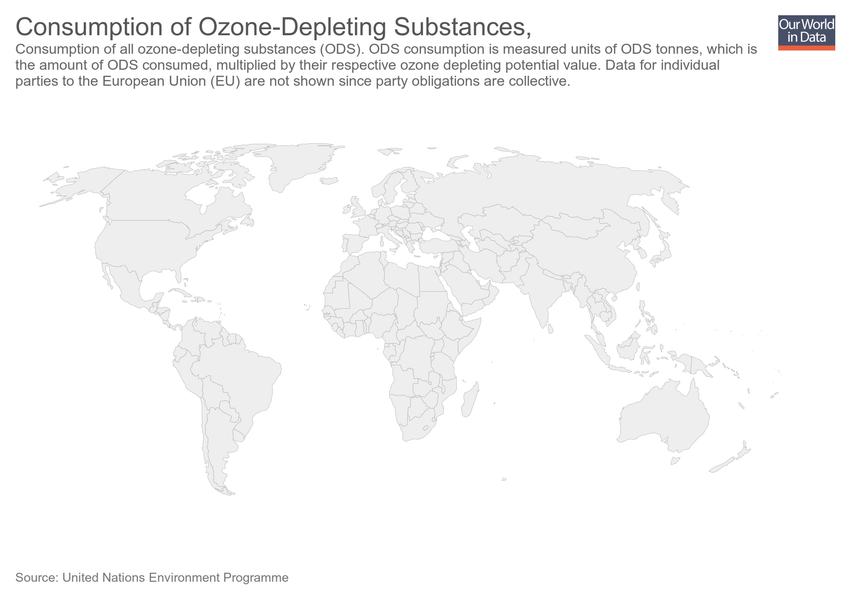 Consumption of Ozone-Depleting Substances,
Our World
in Data
Consumption of all ozone-depleting substances (ODS). ODS consumption is measured units of ODS tonnes, which is
the amount of ODS consumed, multiplied by their respective ozone depleting potential value. Data for individual
parties to the European Union (EU) are not shown since party obligations are collective.
Source: United Nations Environment Programme